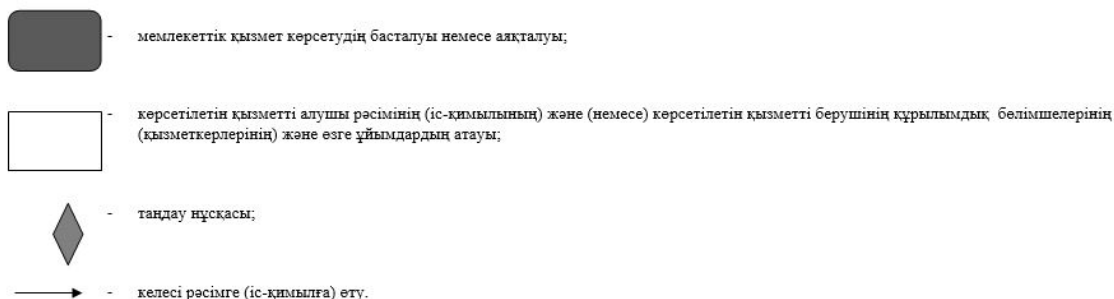 - мемлекеттік қызмет көрсетудің басталуы немесе аяқталуы;
- көрсетілетін қызметті алушы рәсімінің (іс-қимылының) және (немесе) көрсетілетін қызметті берушінің құрылымдық бөлімшелерінің
(қызметкерлерінің) және өзге ұйымдардың атауы;
- таңдау нұсқасы;
- келесі рәсімге (іс-қимылға) өту.